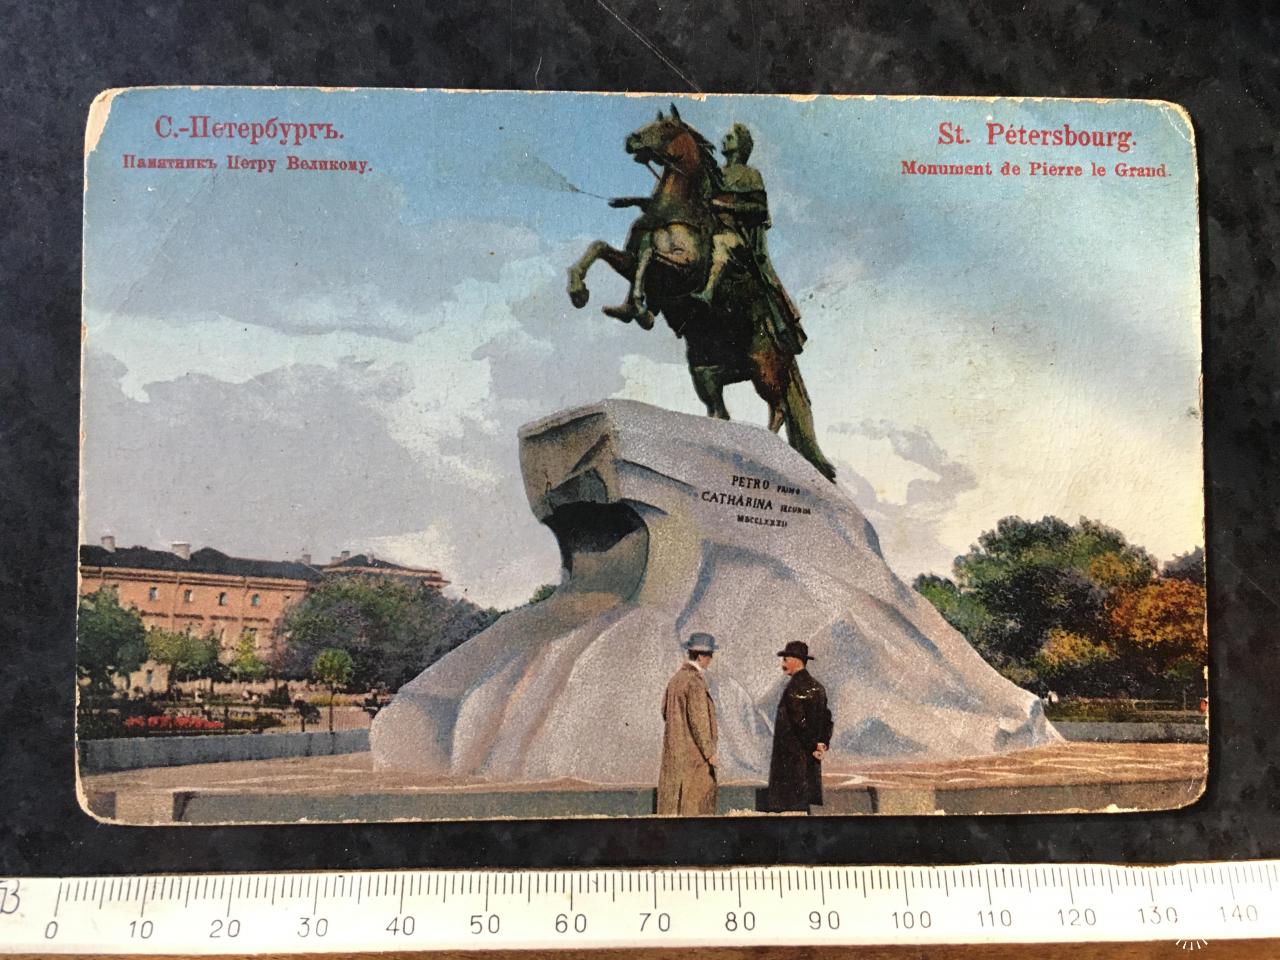 С.-Петербургъ.
Памятникъ Петру Великому.
St. Pétersbourg.
Monument de Pierre le Grand.
PETRO PRIMO
CATHARINA SECUNDA
MDCCLXXXII
0 10 20 30 40 50 60 70 80 90 100 110 120 130 140